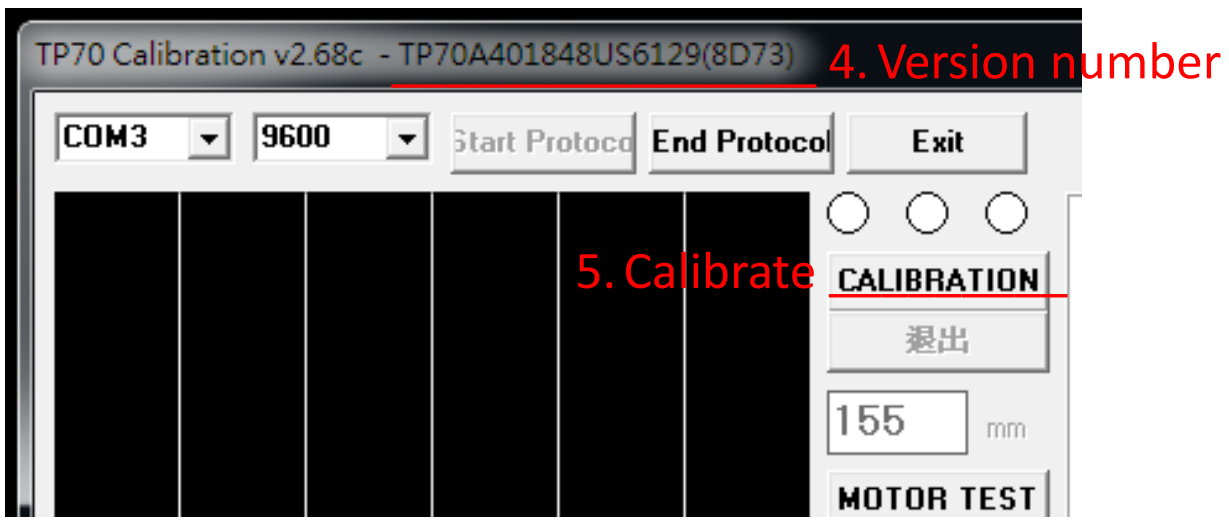 TP70 Calibration v2.68c - TP70A401848US6129(8D73)
4. Version number
COM3 9600 Start Protoco End Protocol Exit
5. Calibrate CALIBRATION
退出
155 mm
MOTOR TEST